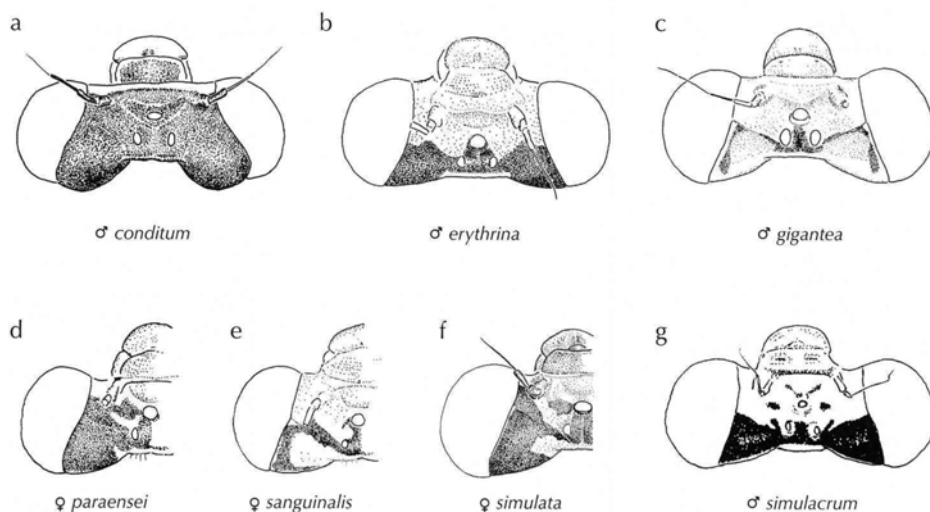 a
b
c
♂ conditum
♂ erythrina
♂ gigantea
d
e
f
g
♀ paraensei
♀ sanguinalis
♀ simulata
♂ simulacrum